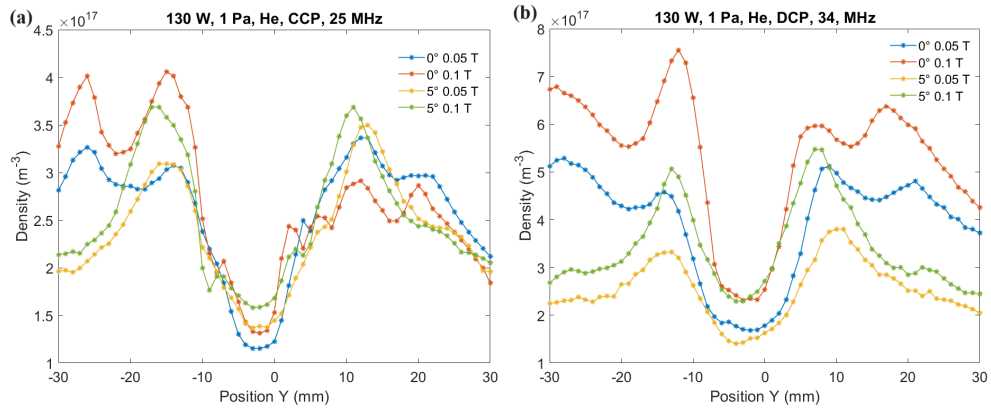 (a)
130 W, 1 Pa, He, CCP, 25 MHz
×10¹⁷
4.5
4
3.5
3
2.5
2
1.5
1
Density (m⁻³)
0° 0.05 T
0° 0.1 T
5° 0.05 T
5° 0.1 T
-30 -20 -10 0 10 20 30
Position Y (mm)
(b)
130 W, 1 Pa, He, DCP, 34, MHz
×10¹⁷
8
7
6
5
4
3
2
1
Density (m⁻³)
0° 0.05 T
0° 0.1 T
5° 0.05 T
5° 0.1 T
-30 -20 -10 0 10 20 30
Position Y (mm)